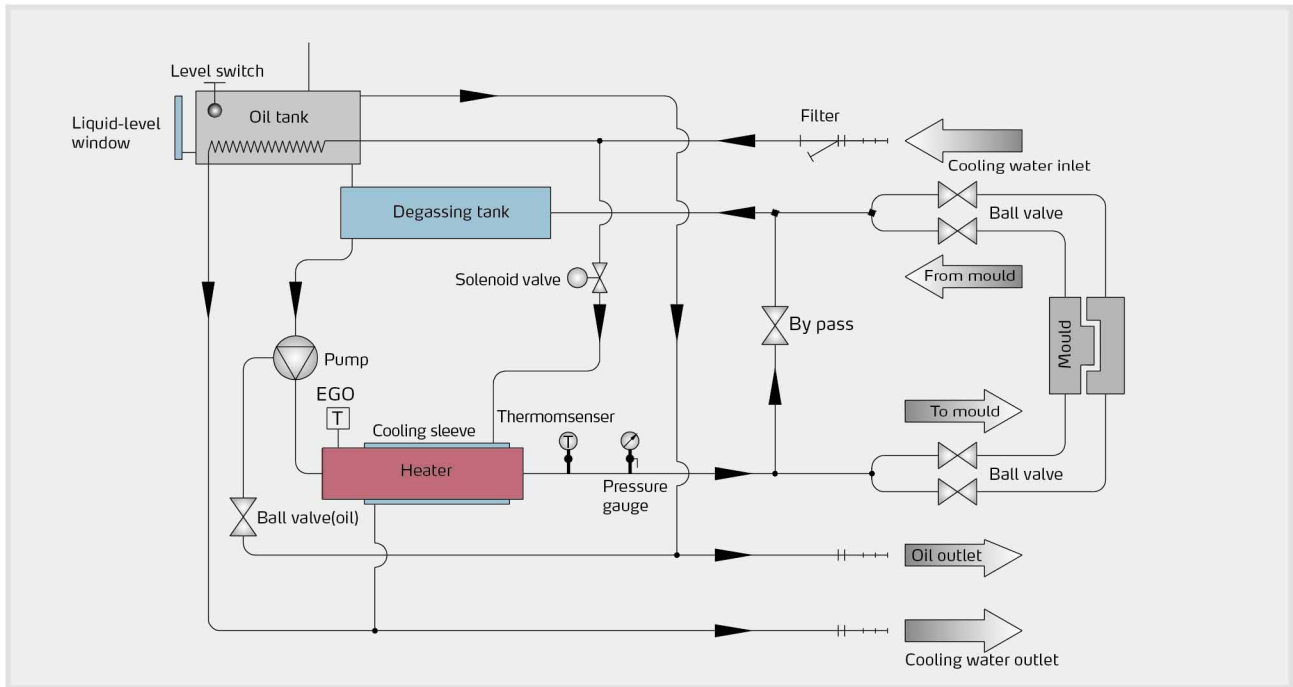 Level switch
Oil tank
Liquid-level
window
Filter
Cooling water inlet
Degassing tank
Ball valve
Solenoid valve
From mould
By pass
Mould
Pump
EGO
T
Thermomsenser
T
To mould
Cooling sleeve
Heater
Ball valve
Pressure
gauge
Ball valve(oil)
Oil outlet
Cooling water outlet